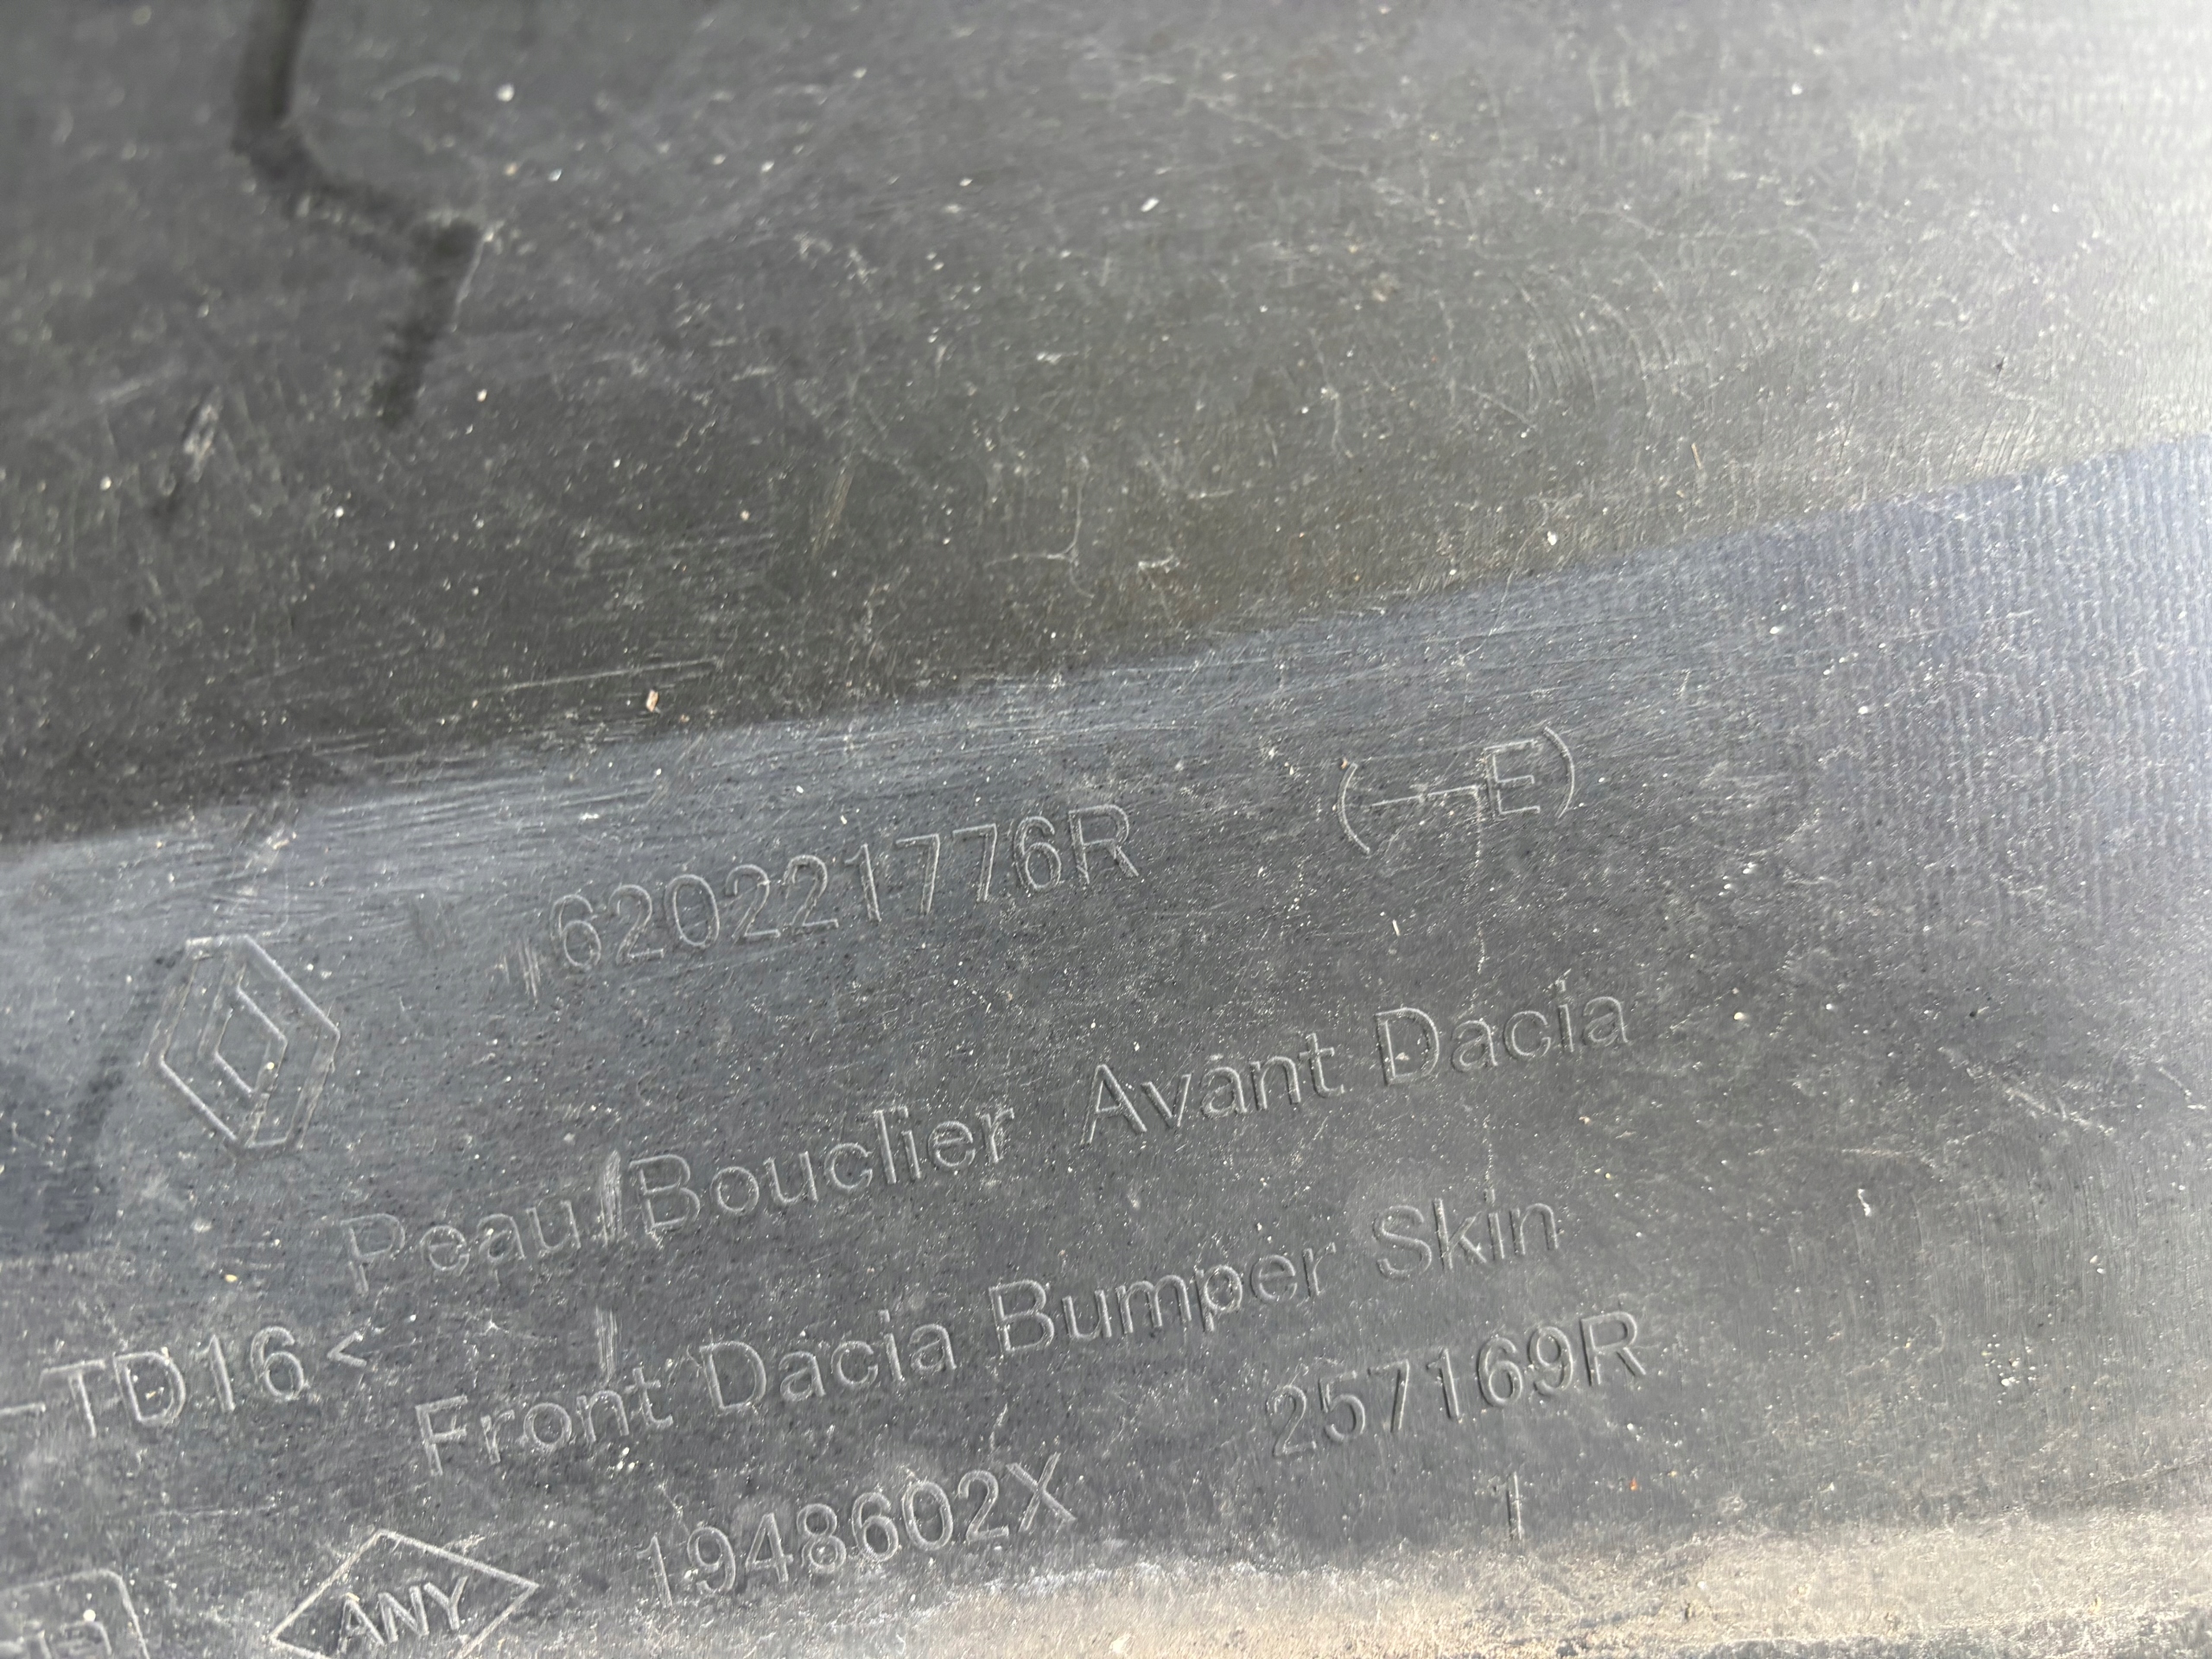 620221776R (-¬E)
Peau/Bouclier Avant Dacia
-TD16<
Front Dacia Bumper Skin
257169R
ANY 1948602X 1